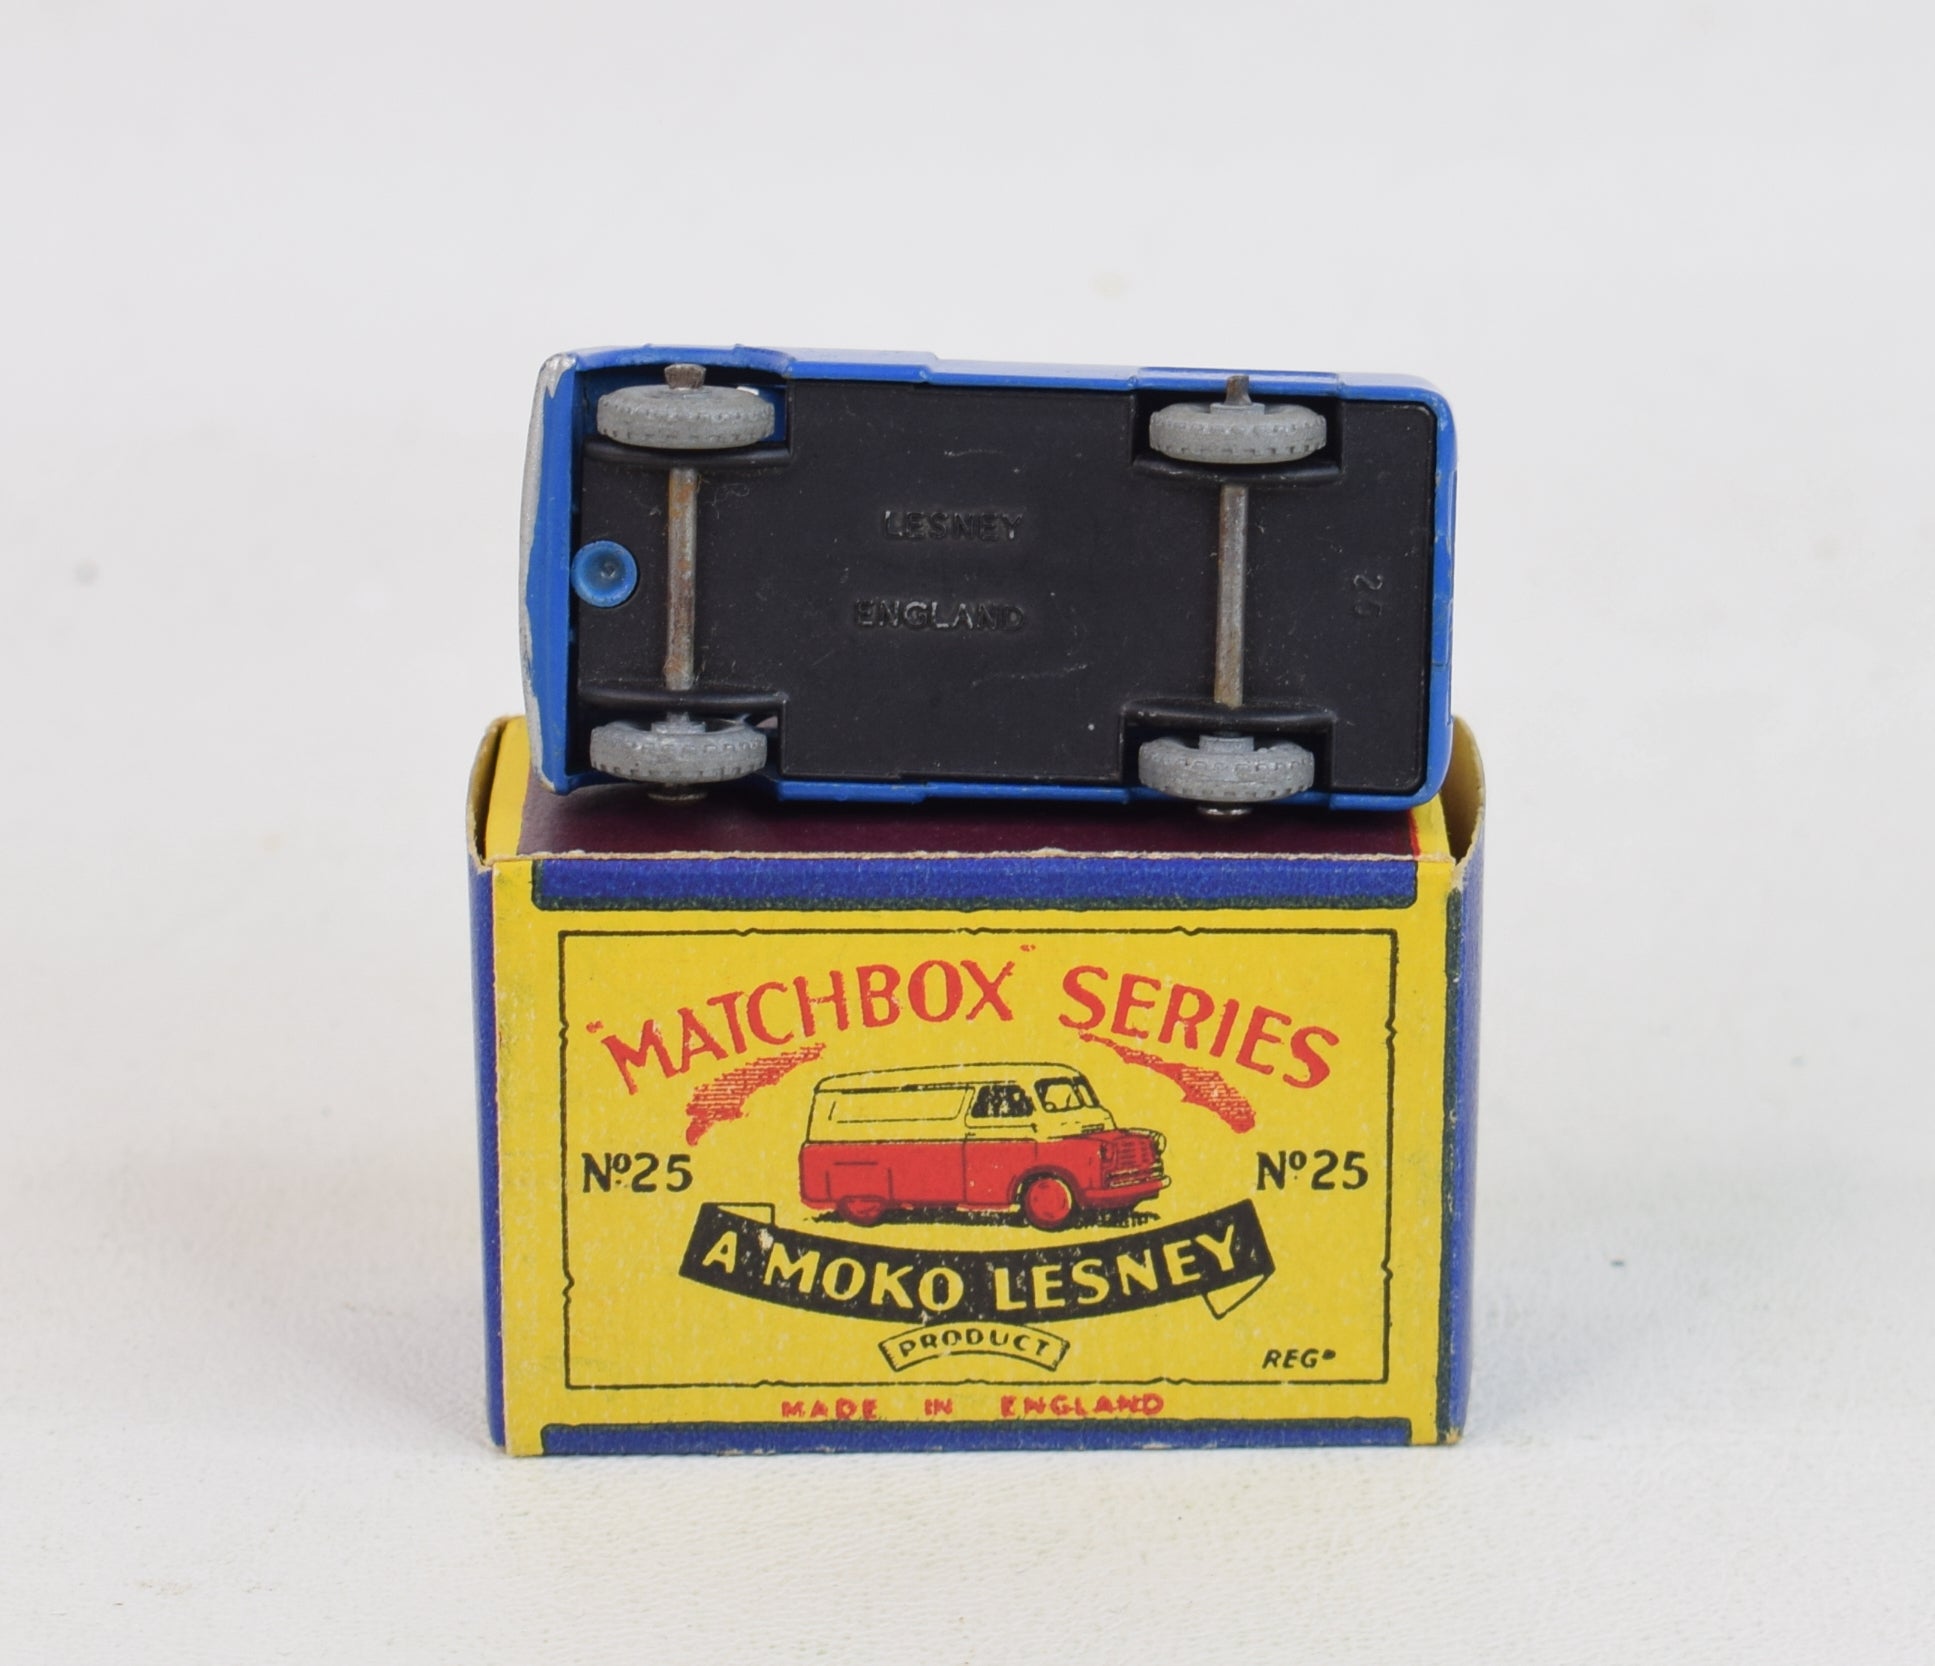 LESNEY
ENGLAND
25
"MATCHBOX" SERIES
Nº25
Nº25
A MOKO LESNEY
PRODUCT
REGD
MADE IN ENGLAND